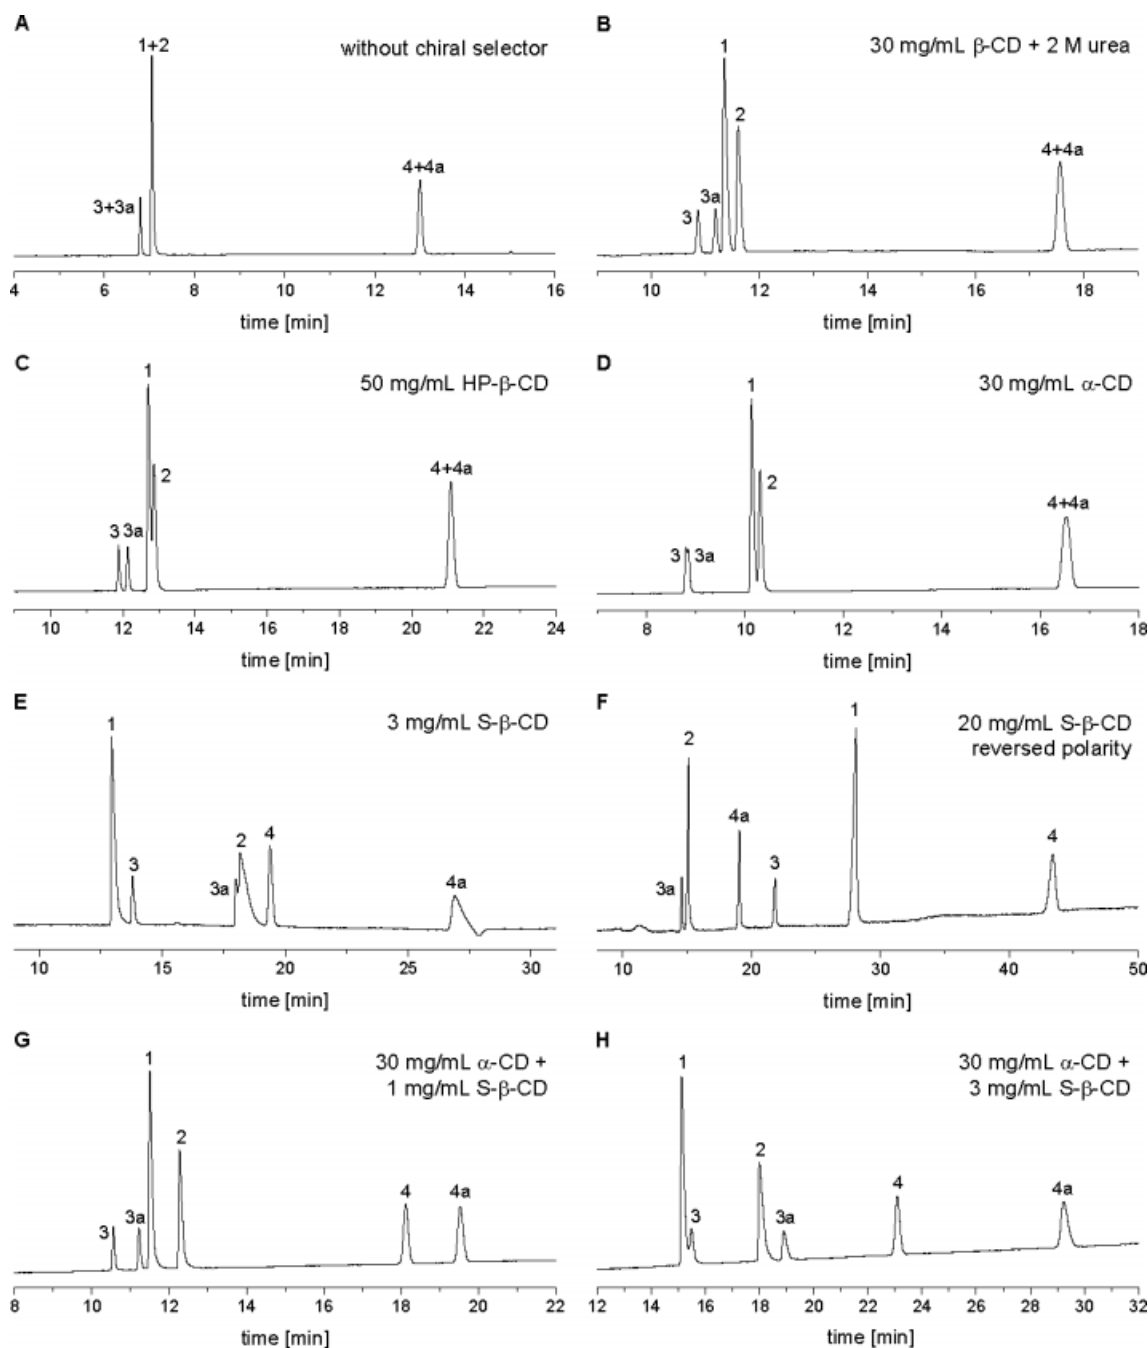 A
without chiral selector
1+2
3+3a
4+4a
4 6 8 10 12 14 16
time [min]
B
30 mg/mL β-CD + 2 M urea
1
2
3 3a
4+4a
10 12 14 16 18
time [min]
C
50 mg/mL HP-β-CD
1
2
3 3a
4+4a
10 12 14 16 18 20 22 24
time [min]
D
30 mg/mL α-CD
1
2
3 3a
4+4a
8 10 12 14 16 18
time [min]
E
3 mg/mL S-β-CD
1
3
3a
2
4
4a
10 15 20 25 30
time [min]
F
20 mg/mL S-β-CD
reversed polarity
3a
2
4a
3
1
4
10 20 30 40 50
time [min]
G
30 mg/mL α-CD +
1 mg/mL S-β-CD
3
3a
1
2
4
4a
8 10 12 14 16 18 20 22
time [min]
H
30 mg/mL α-CD +
3 mg/mL S-β-CD
1
3
2
3a
4
4a
12 14 16 18 20 22 24 26 28 30 32
time [min]